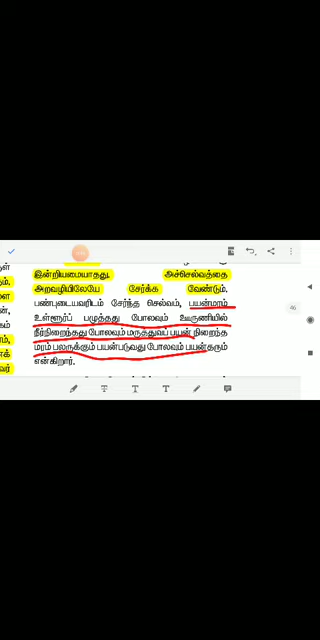 இன்றியமையாதது. அச்செல்வத்தை
அறவழியிலேயே சேர்க்க வேண்டும்.
பண்புடையவரிடம் சேர்ந்த செல்வம், பயன்மரம்
உள்ளூர்ப் பழுத்தது போலவும் ஊருணியில்
நீர்நிறைந்தது போலவும் மருத்துவப் பயன் நிறைந்த
மரம் பலருக்கும் பயன்படுவது போலவும் பயன்தரும்
என்கிறார்.